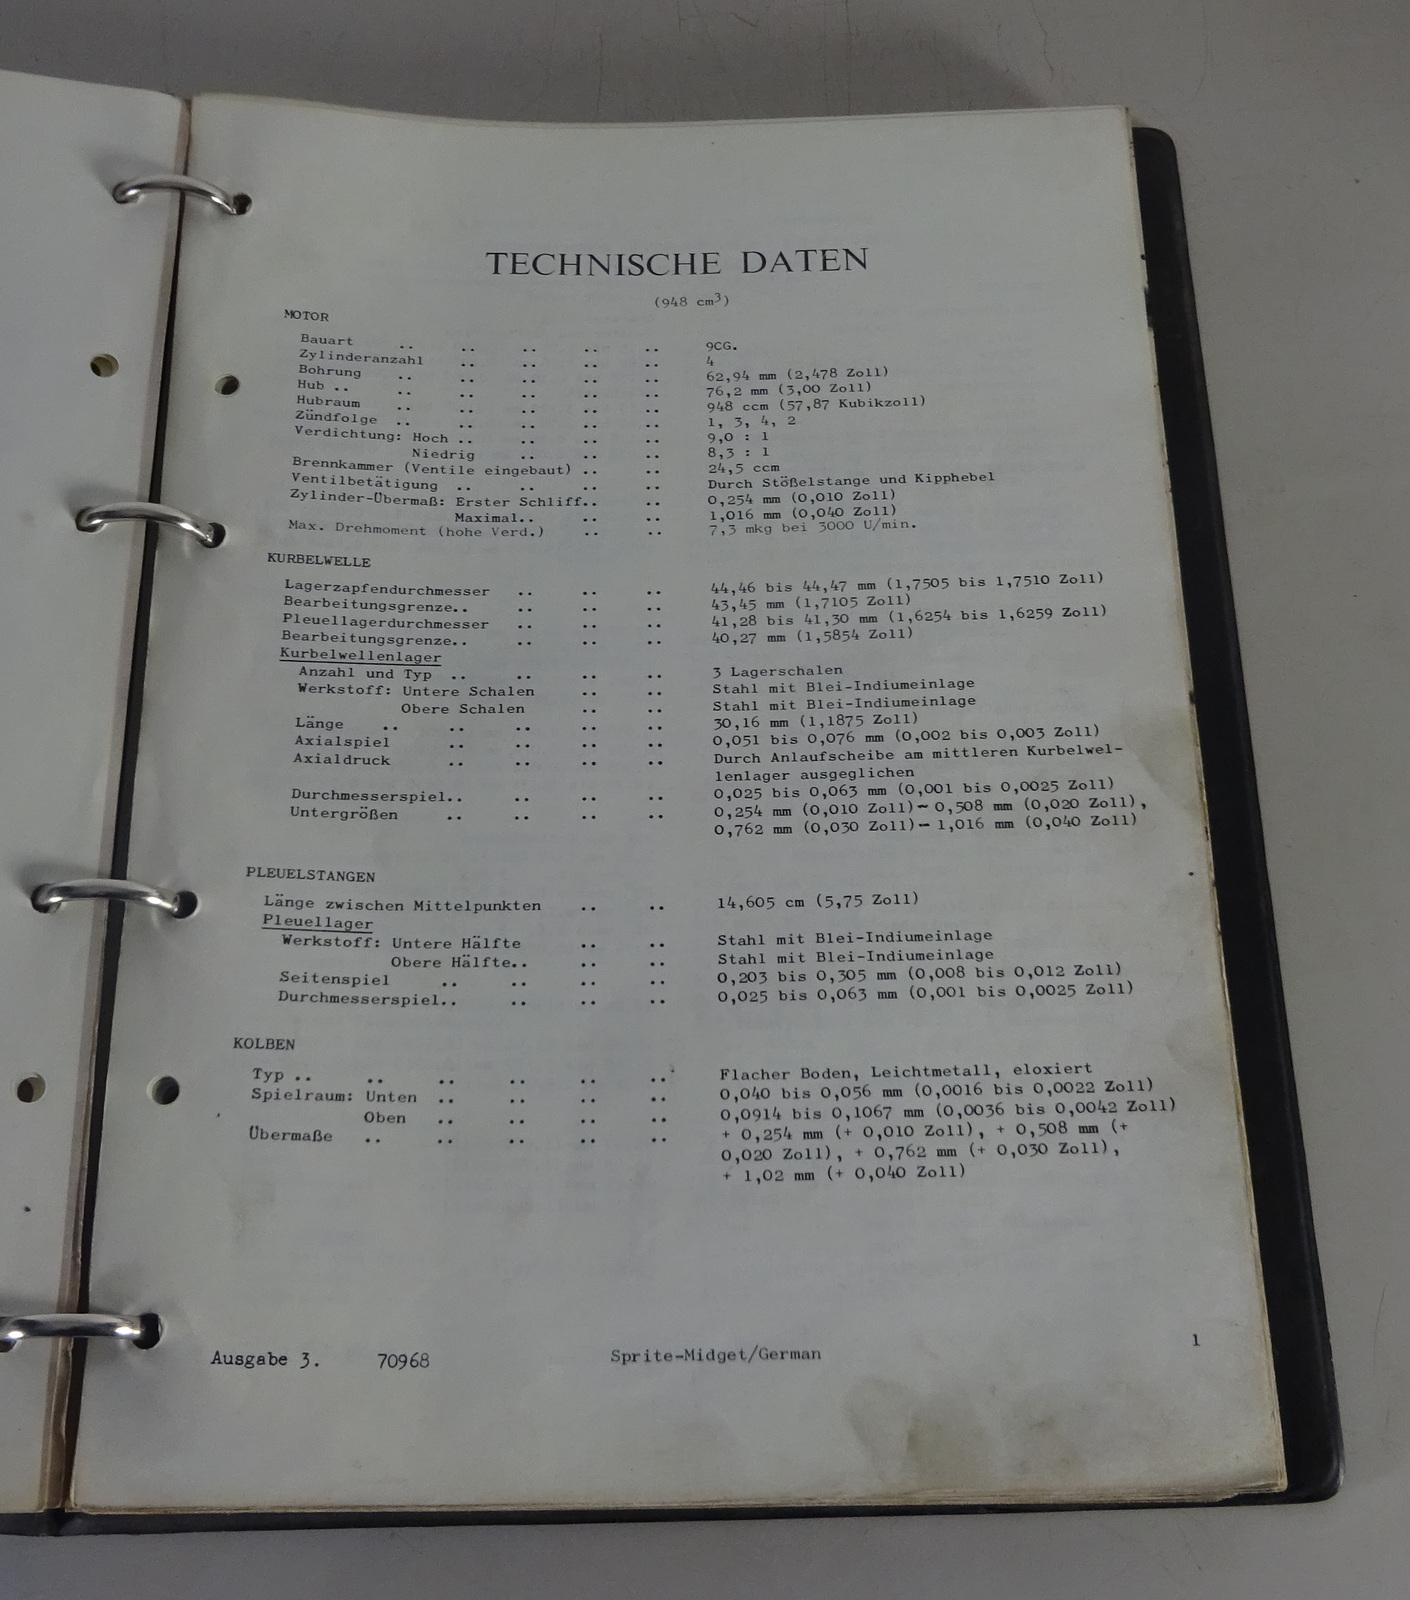 TECHNISCHE DATEN
(948 cm³)
MOTOR
Bauart .. .. .. .. .. 9CG.
Zylinderanzahl .. .. .. .. 4
Bohrung .. .. .. .. .. 62,94 mm (2,478 Zoll)
Hub .. .. .. .. .. .. 76,2 mm (3,00 Zoll)
Hubraum .. .. .. .. .. 948 ccm (57,87 Kubikzoll)
Zündfolge .. .. .. .. .. 1, 3, 4, 2
Verdichtung: Hoch .. .. .. .. 9,0 : 1
Niedrig .. .. .. 8,3 : 1
Brennkammer (Ventile eingebaut) .. .. 24,5 ccm
Ventilbetätigung .. .. .. .. Durch Stößelstange und Kipphebel
Zylinder-Übermaß: Erster Schliff.. .. 0,254 mm (0,010 Zoll)
Maximal.. .. .. 1,016 mm (0,040 Zoll)
Max. Drehmoment (hohe Verd.) .. .. 7,3 mkg bei 3000 U/min.
KURBELWELLE
Lagerzapfendurchmesser .. .. .. 44,46 bis 44,47 mm (1,7505 bis 1,7510 Zoll)
Bearbeitungsgrenze.. .. .. .. 43,45 mm (1,7105 Zoll)
Pleuellagerdurchmesser .. .. .. 41,28 bis 41,30 mm (1,6254 bis 1,6259 Zoll)
Bearbeitungsgrenze.. .. .. .. 40,27 mm (1,5854 Zoll)
Kurbelwellenlager
Anzahl und Typ .. .. .. .. 3 Lagerschalen
Werkstoff: Untere Schalen .. .. Stahl mit Blei-Indiumeinlage
Obere Schalen .. .. Stahl mit Blei-Indiumeinlage
Länge .. .. .. .. .. 30,16 mm (1,1875 Zoll)
Axialspiel .. .. .. .. 0,051 bis 0,076 mm (0,002 bis 0,003 Zoll)
Axialdruck .. .. .. .. Durch Anlaufscheibe am mittleren Kurbelwel-
lenlager ausgeglichen
Durchmesserspiel.. .. .. .. 0,025 bis 0,063 mm (0,001 bis 0,0025 Zoll)
Untergrößen .. .. .. .. 0,254 mm (0,010 Zoll)- 0,508 mm (0,020 Zoll),
0,762 mm (0,030 Zoll)- 1,016 mm (0,040 Zoll)
PLEUELSTANGEN
Länge zwischen Mittelpunkten .. .. 14,605 cm (5,75 Zoll)
Pleuellager
Werkstoff: Untere Hälfte .. .. Stahl mit Blei-Indiumeinlage
Obere Hälfte.. .. .. Stahl mit Blei-Indiumeinlage
Seitenspiel .. .. .. .. 0,203 bis 0,305 mm (0,008 bis 0,012 Zoll)
Durchmesserspiel.. .. .. .. 0,025 bis 0,063 mm (0,001 bis 0,0025 Zoll)
KOLBEN
Typ .. .. .. .. .. .. Flacher Boden, Leichtmetall, eloxiert
Spielraum: Unten .. .. .. .. 0,040 bis 0,056 mm (0,0016 bis 0,0022 Zoll)
Oben .. .. .. .. 0,0914 bis 0,1067 mm (0,0036 bis 0,0042 Zoll)
Übermaße .. .. .. .. .. + 0,254 mm (+ 0,010 Zoll), + 0,508 mm (+
0,020 Zoll), + 0,762 mm (+ 0,030 Zoll),
+ 1,02 mm (+ 0,040 Zoll)
Ausgabe 3. 70968 Sprite-Midget/German 1